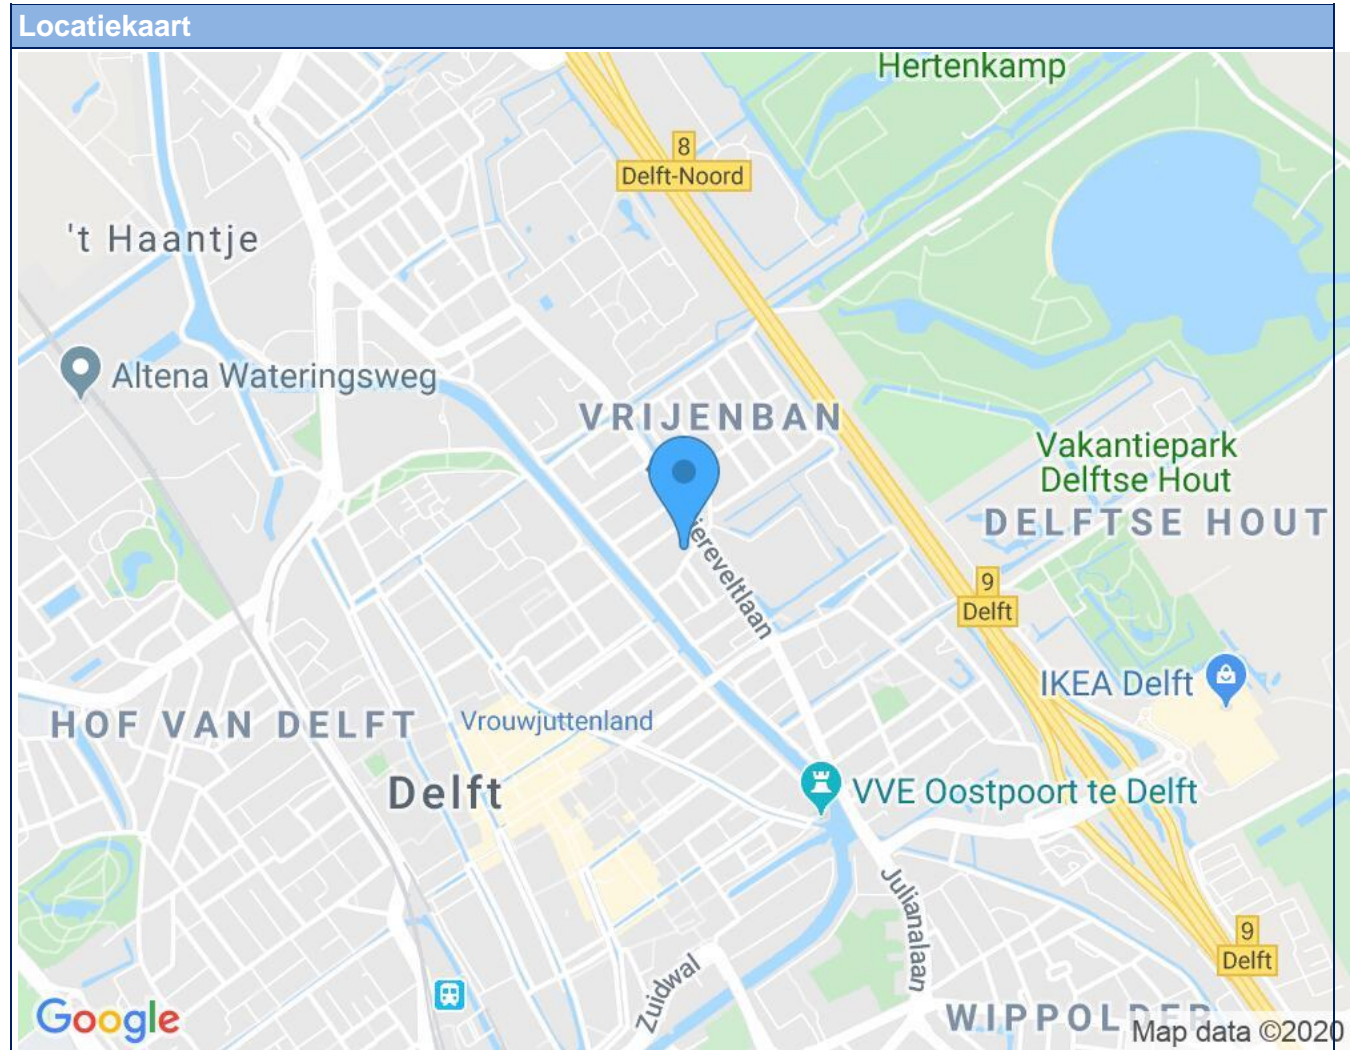 Locatiekaart
Hertenkamp
8
Delft-Noord
't Haantje
Altena Wateringsweg
VRIJENBAN
Vakantiepark
Delftse Hout
DELFTSE HOUT
9
Delft
IKEA Delft
HOF VAN DELFT
Vrouwjuttenland
Delft
VVE Oostpoort te Delft
Julianalaan
9
Delft
Zuidwal
Google
Map data ©2020